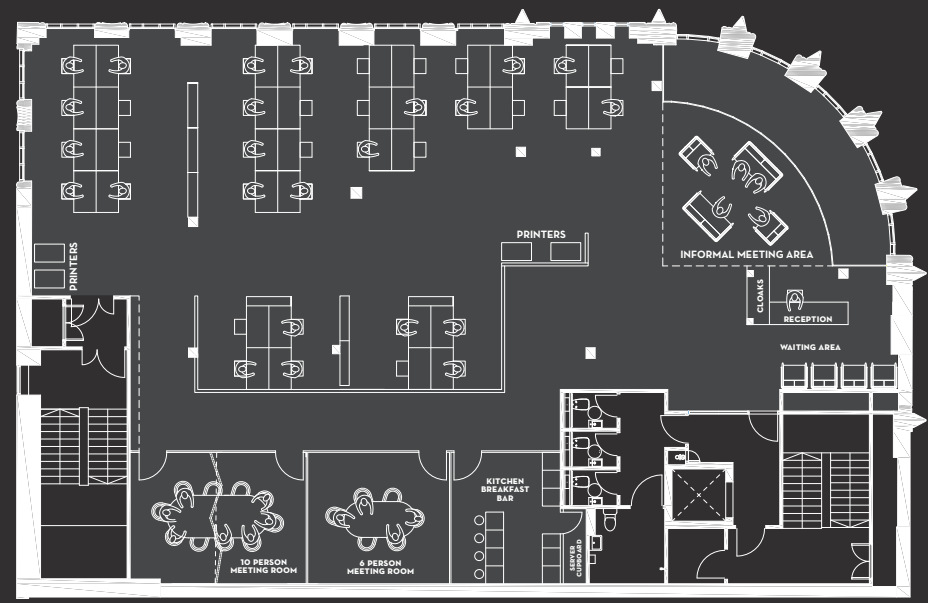 PRINTERS
INFORMAL MEETING AREA
PRINTERS
CLOAKS
RECEPTION
WAITING AREA
KITCHEN
BREAKFAST
BAR
10 PERSON
MEETING ROOM
6 PERSON
MEETING ROOM
SERVER
CUPBOARD